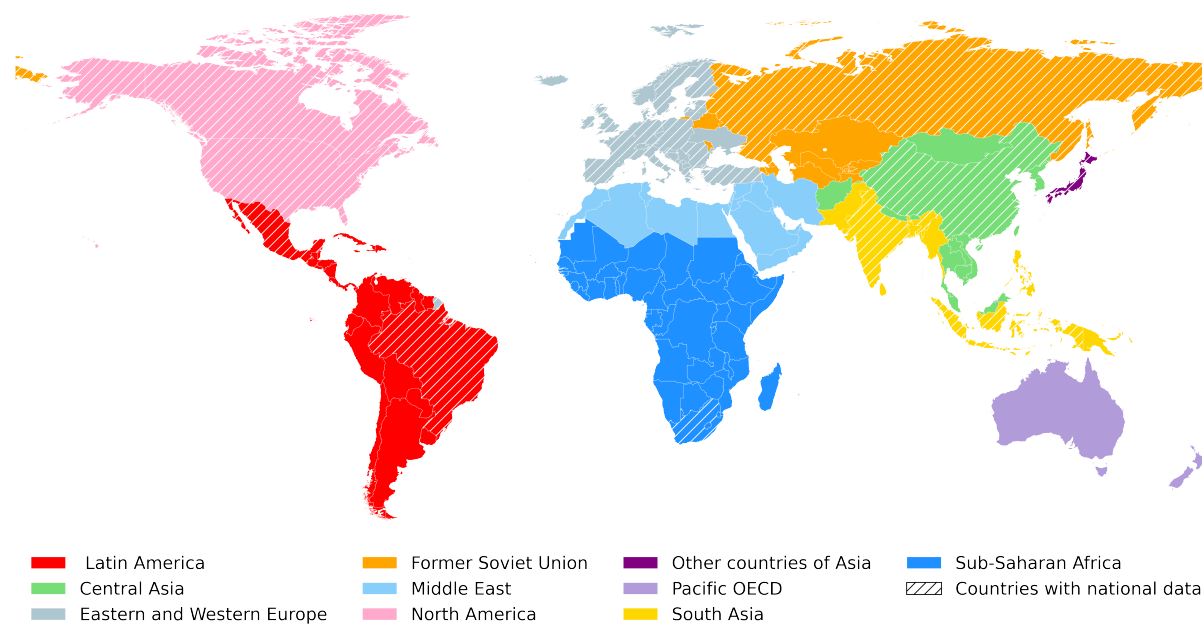 Latin America
Central Asia
Eastern and Western Europe
Former Soviet Union
Middle East
North America
Other countries of Asia
Pacific OECD
South Asia
Sub-Saharan Africa
Countries with national data